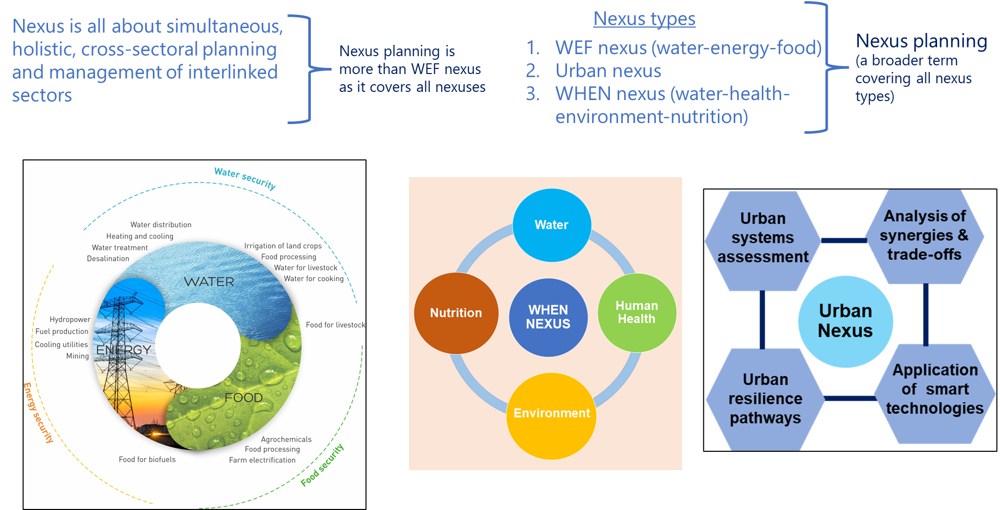 Nexus is all about simultaneous,
holistic, cross-sectoral planning
and management of interlinked
sectors
Nexus planning is
more than WEF nexus
as it covers all nexuses
Nexus types
1. WEF nexus (water-energy-food)
2. Urban nexus
3. WHEN nexus (water-health-
environment-nutrition)
Nexus planning
(a broader term
covering all nexus
types)
Water security
Water distribution
Heating and cooling
Water treatment
Desalination
Irrigation of land crops
Food processing
Water for livestock
Water for cooking
WATER
Hydropower
Fuel production
Cooling utilities
Mining
ENERGY
Food for livestock
FOOD
Energy security
Agrochemicals
Food processing
Farm electrification
Food for biofuels
Food security
Water
Nutrition
WHEN
NEXUS
Human
Health
Environment
Urban
systems
assessment
Analysis of
synergies &
trade-offs
Urban
Nexus
Urban
resilience
pathways
Application
of smart
technologies